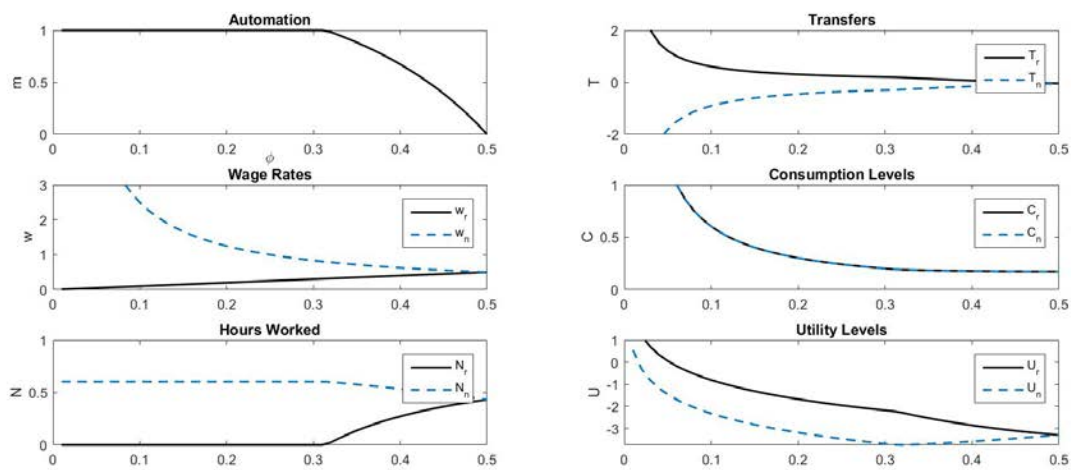 Automation
1
0.5
0
m
0 0.1 0.2 0.3 0.4 0.5
ϕ
Transfers
2
0
-2
T
T_r
T_n
0 0.1 0.2 0.3 0.4 0.5
Wage Rates
3
2
1
0
w
w_r
w_n
0 0.1 0.2 0.3 0.4 0.5
Consumption Levels
1
0.5
0
C
C_r
C_n
0 0.1 0.2 0.3 0.4 0.5
Hours Worked
1
0.5
0
N
N_r
N_n
0 0.1 0.2 0.3 0.4 0.5
Utility Levels
1
0
-1
-2
-3
U
U_r
U_n
0 0.1 0.2 0.3 0.4 0.5